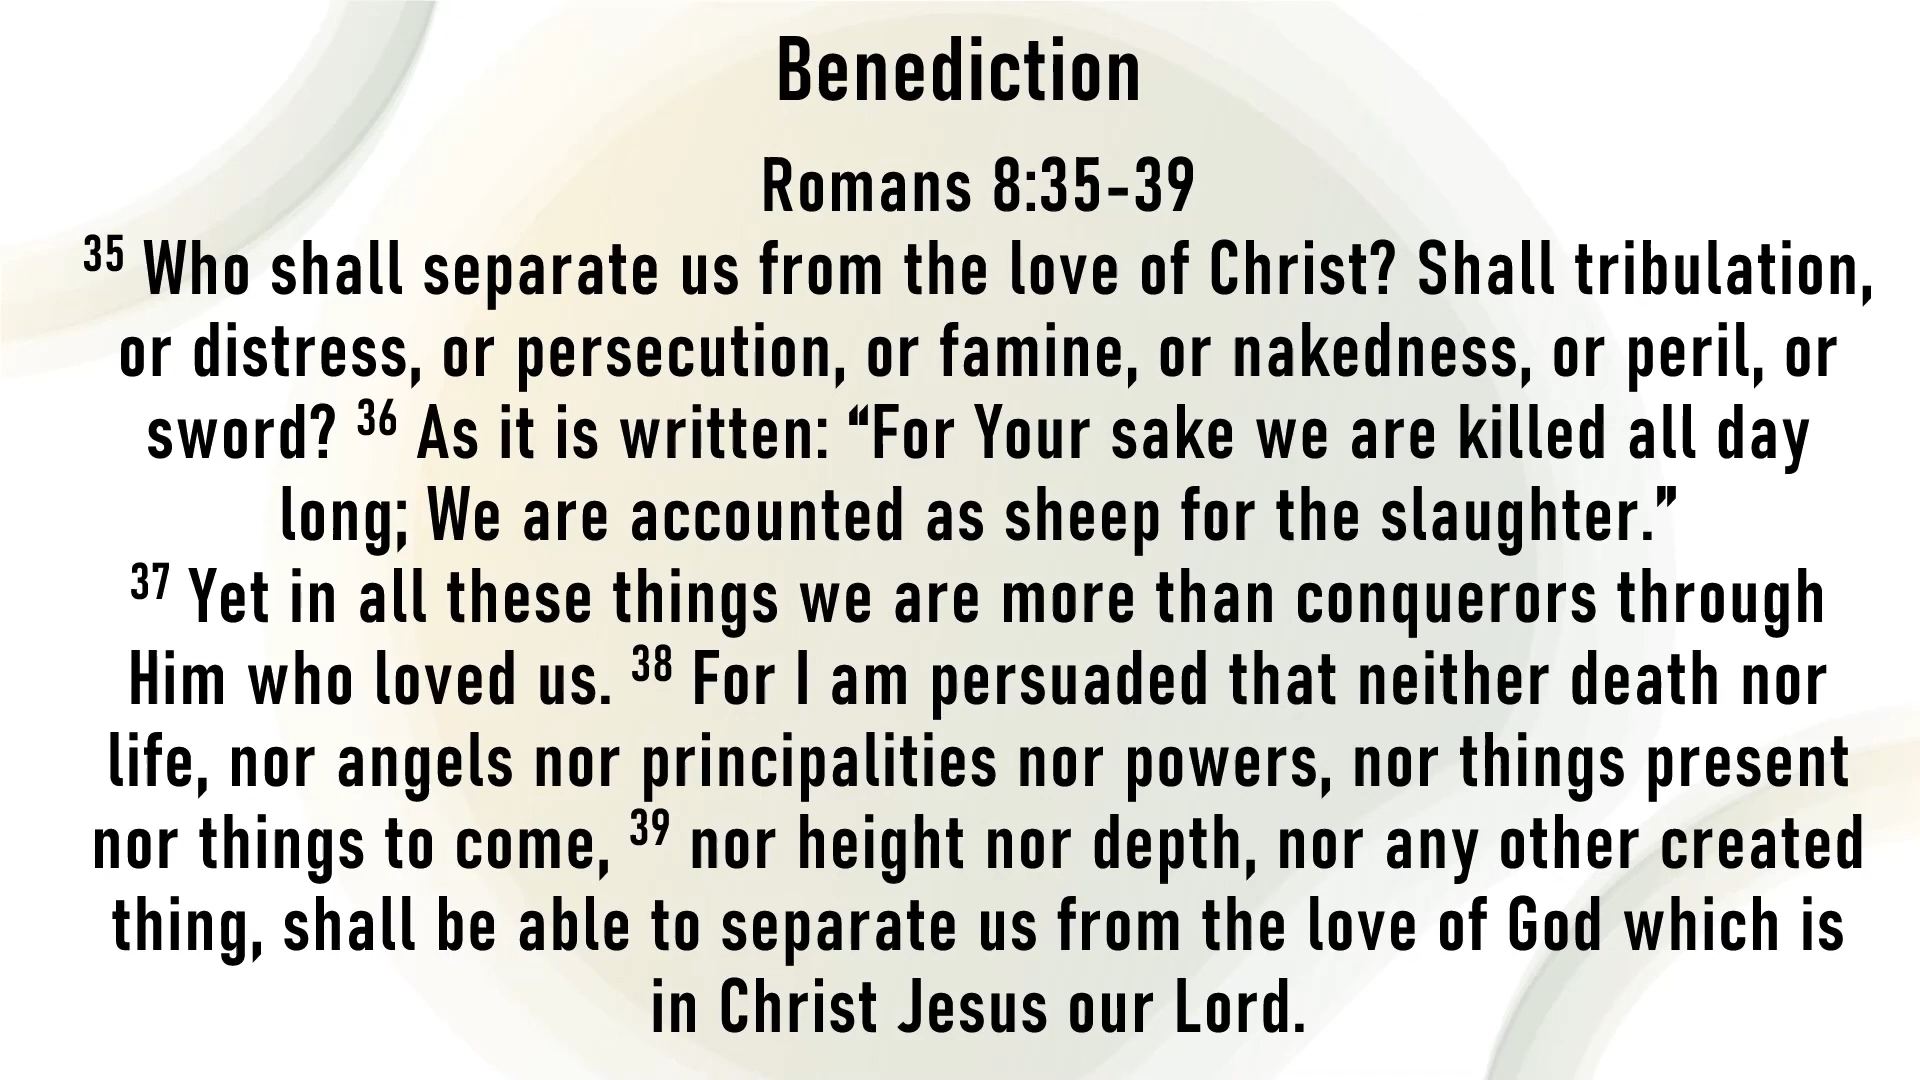 Benediction
Romans 8:35-39
35 Who shall separate us from the love of Christ? Shall tribulation,
or distress, or persecution, or famine, or nakedness, or peril, or
sword? 36 As it is written: “For Your sake we are killed all day
long; We are accounted as sheep for the slaughter.”
37 Yet in all these things we are more than conquerors through
Him who loved us. 38 For I am persuaded that neither death nor
life, nor angels nor principalities nor powers, nor things present
nor things to come, 39 nor height nor depth, nor any other created
thing, shall be able to separate us from the love of God which is
in Christ Jesus our Lord.